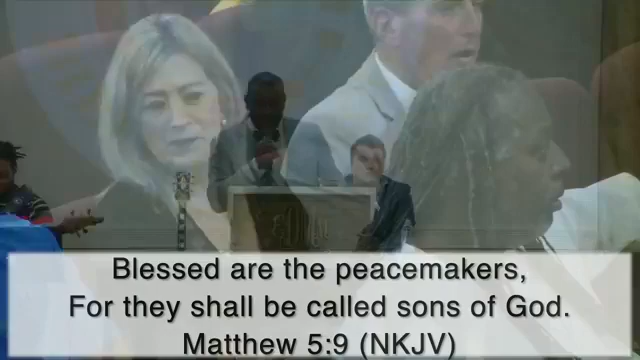 Blessed are the peacemakers,
For they shall be called sons of God.
Matthew 5:9 (NKJV)